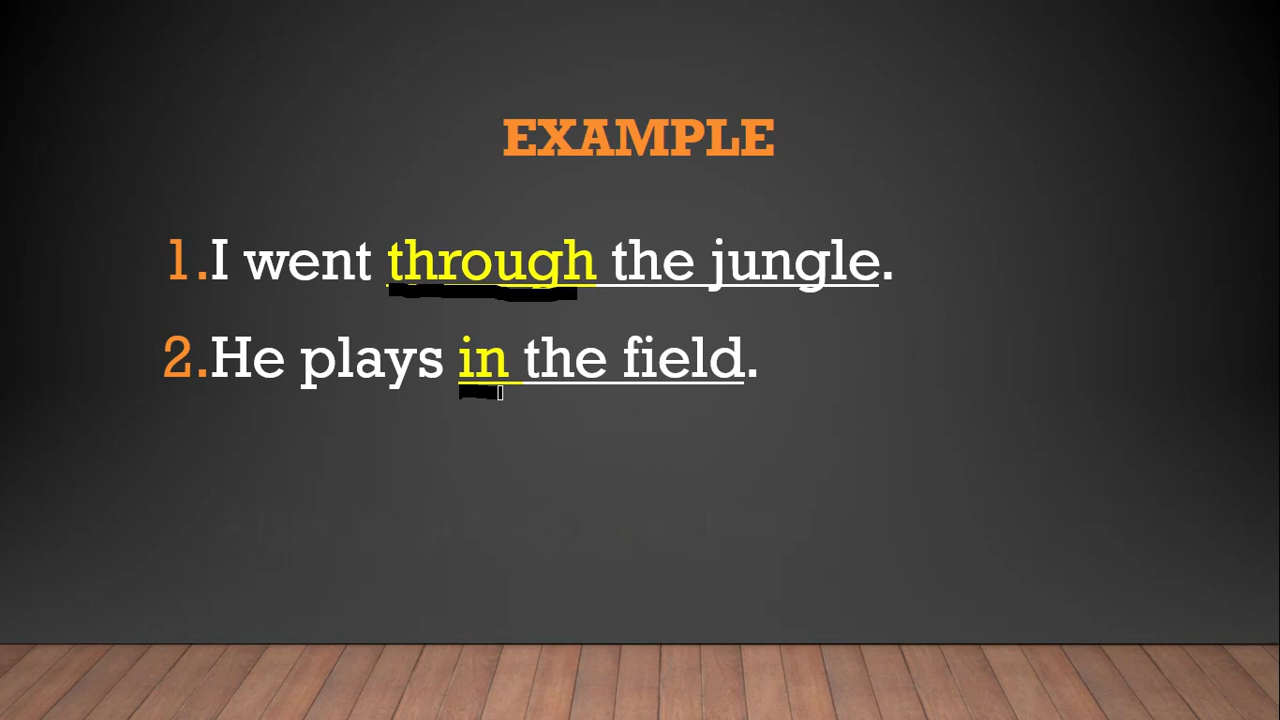 EXAMPLE
1.I went through the jungle.
2.He plays in the field.